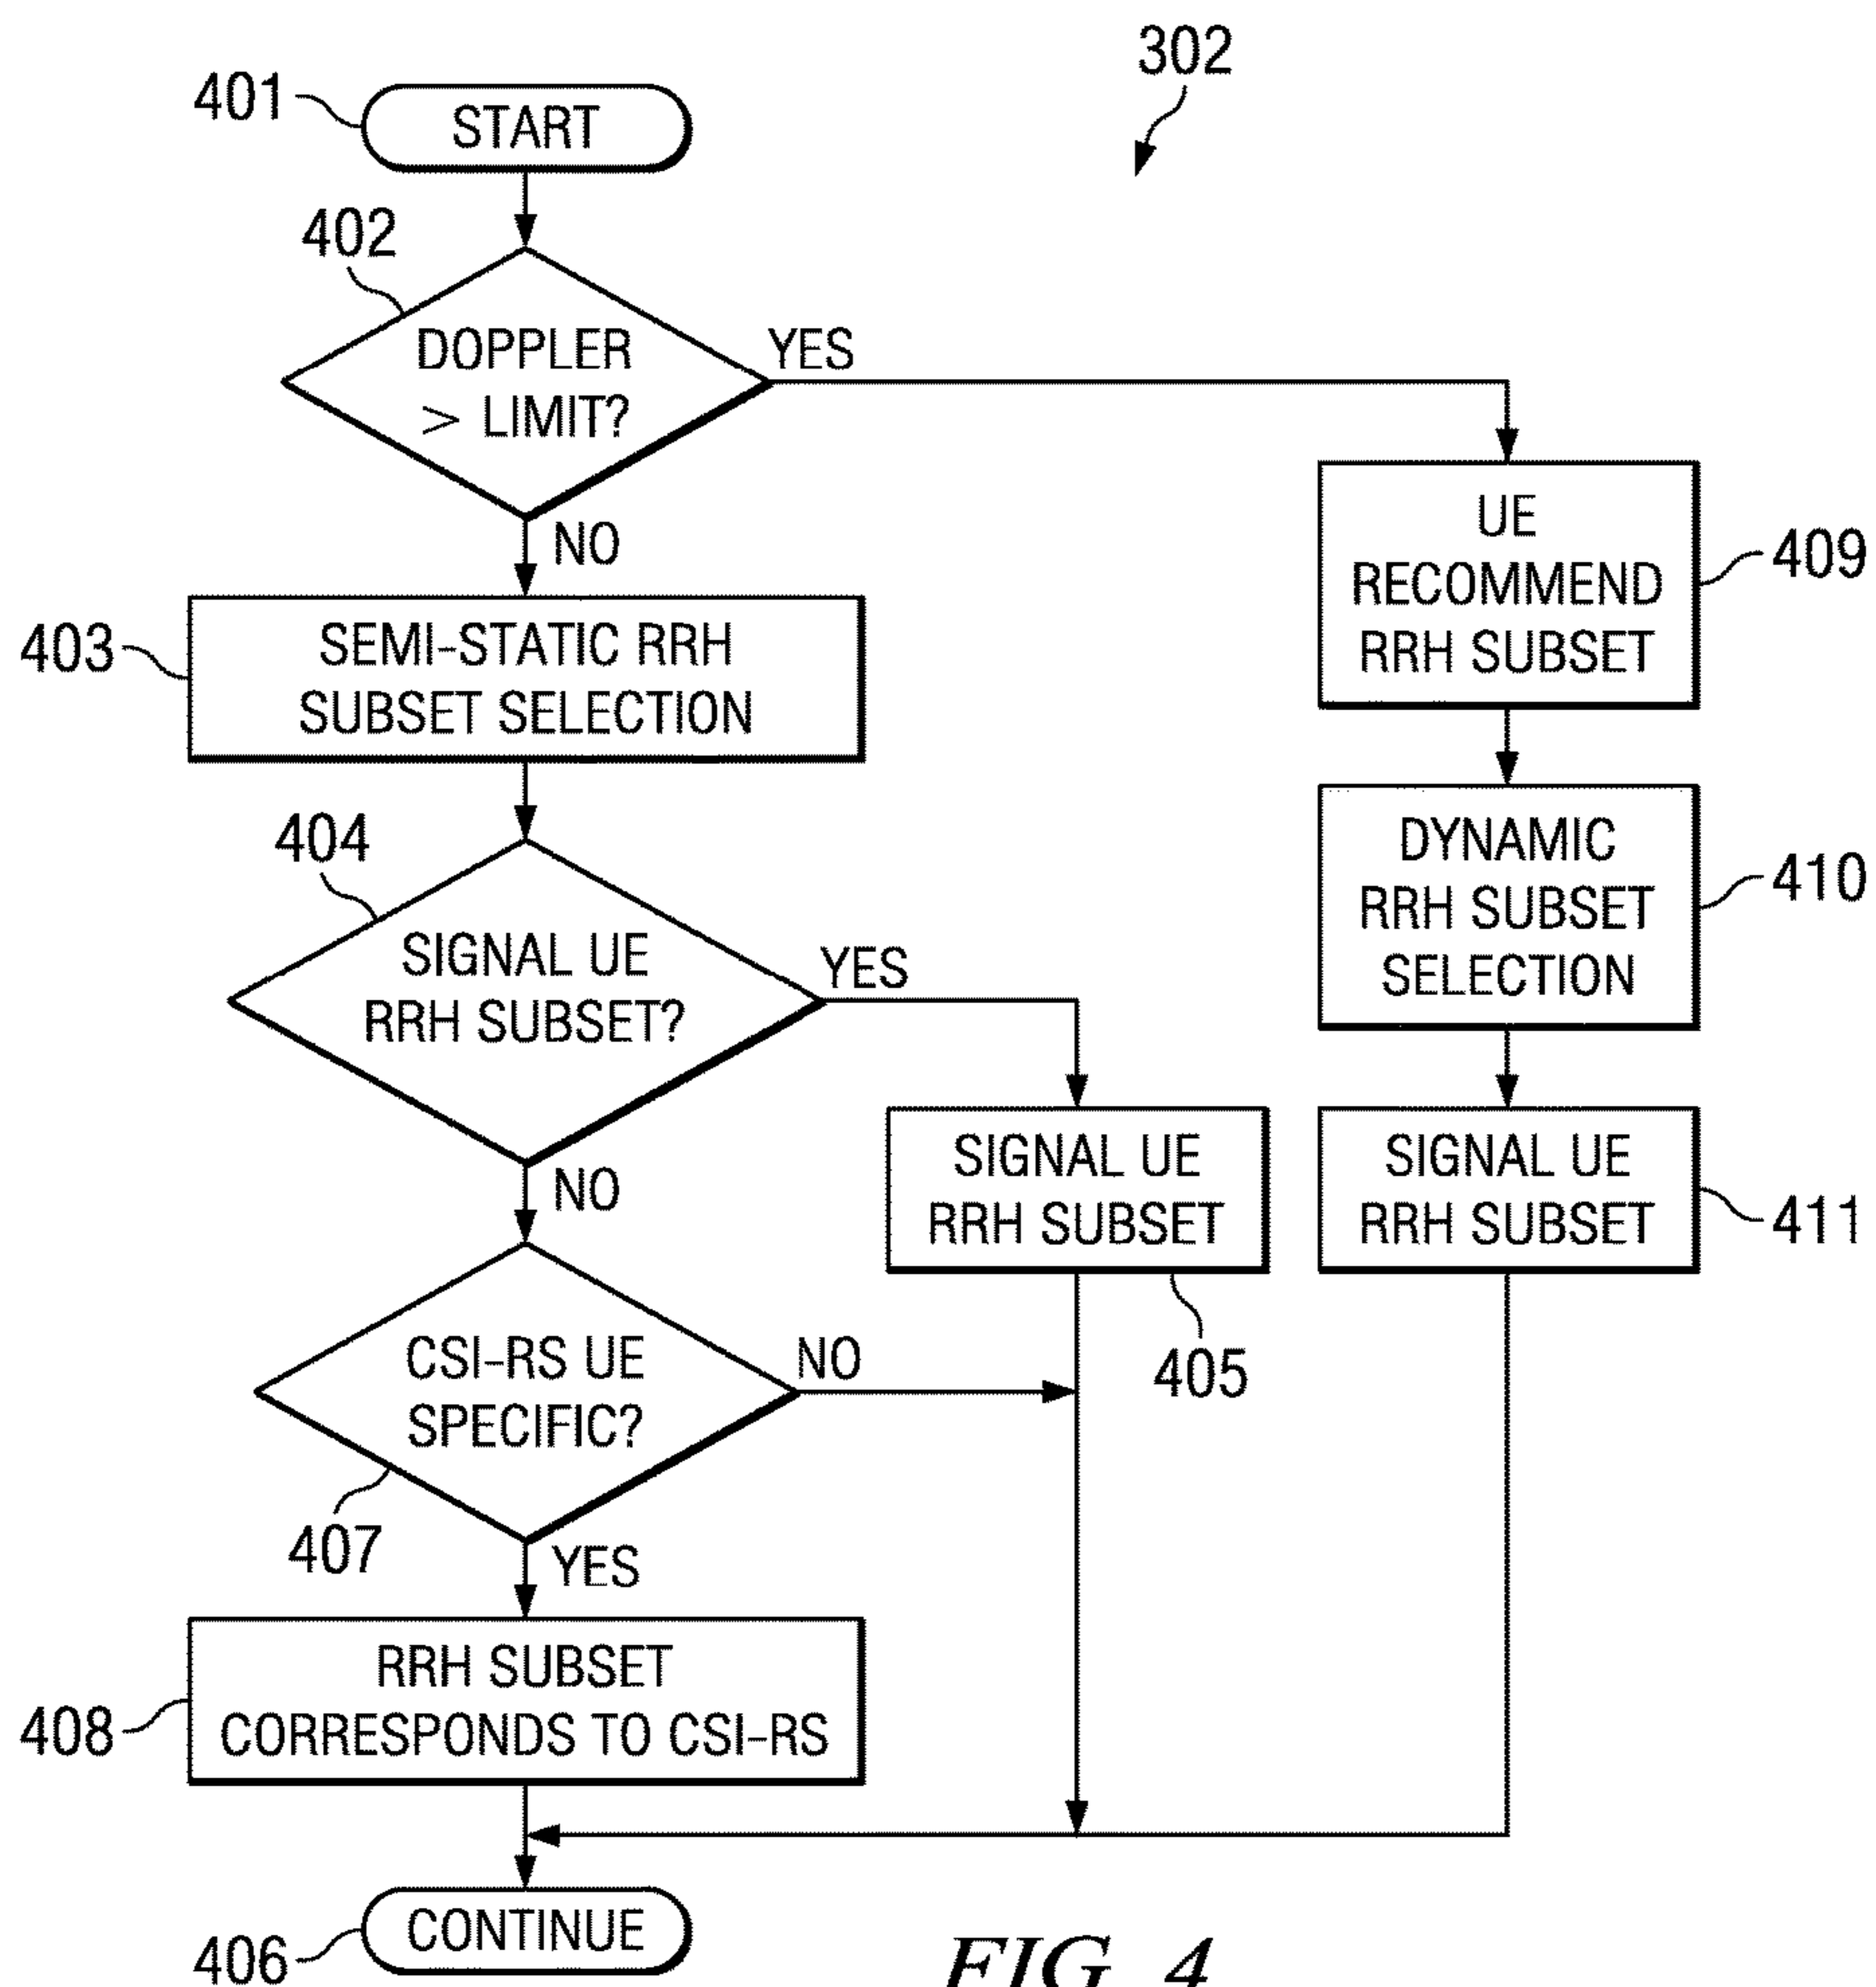 302
401
START
402
DOPPLER
> LIMIT?
YES
NO
403
SEMI-STATIC RRH
SUBSET SELECTION
UE
RECOMMEND
RRH SUBSET
409
404
SIGNAL UE
RRH SUBSET?
YES
NO
DYNAMIC
RRH SUBSET
SELECTION
410
SIGNAL UE
RRH SUBSET
405
SIGNAL UE
RRH SUBSET
411
CSI-RS UE
SPECIFIC?
NO
407
YES
RRH SUBSET
CORRESPONDS TO CSI-RS
408
CONTINUE
406
FIG. 4